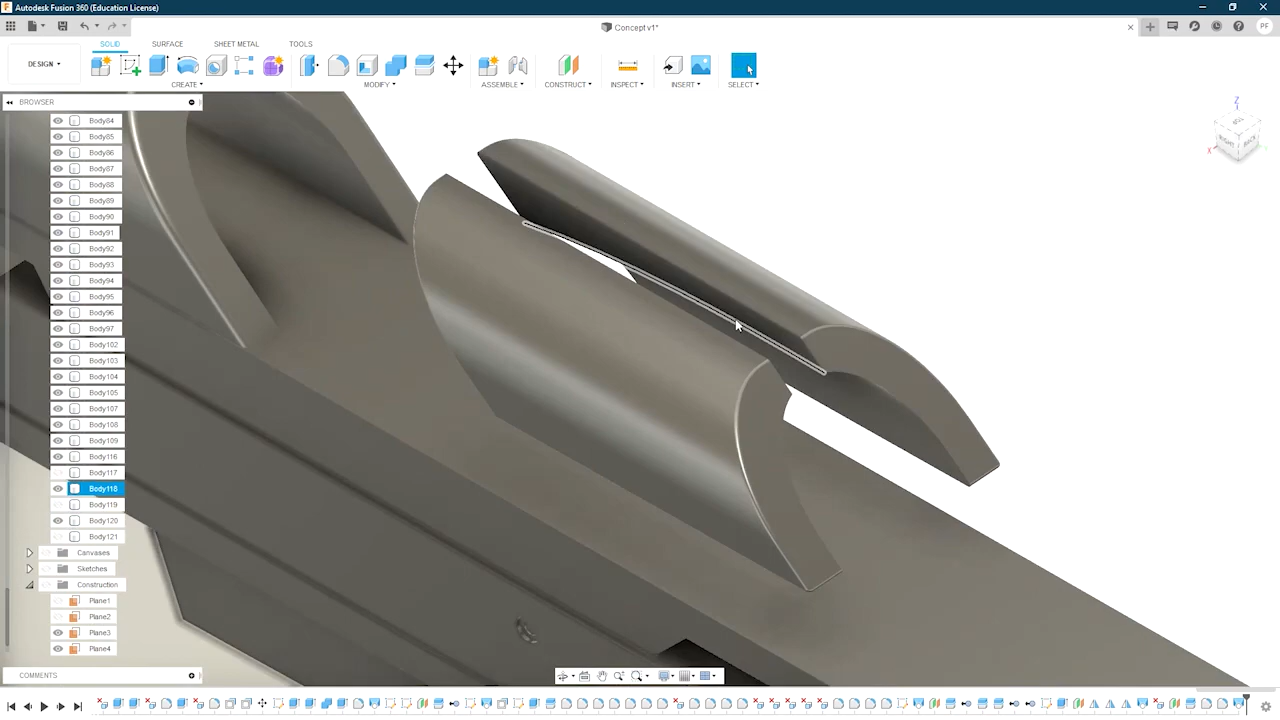 Autodesk Fusion 360 (Education License)
Concept v1*
PF
SOLID SURFACE SHEET METAL TOOLS
DESIGN
CREATE MODIFY ASSEMBLE CONSTRUCT INSPECT INSERT SELECT
BROWSER
Body84
Body85
Body86
Body87
Body88
Body89
Body90
Body91
Body92
Body93
Body94
Body95
Body96
Body97
Body102
Body103
Body104
Body105
Body107
Body108
Body109
Body116
Body117
Body118
Body119
Body120
Body121
Canvases
Sketches
Construction
Plane1
Plane2
Plane3
Plane4
COMMENTS
Z
X
RIGHT
BACK